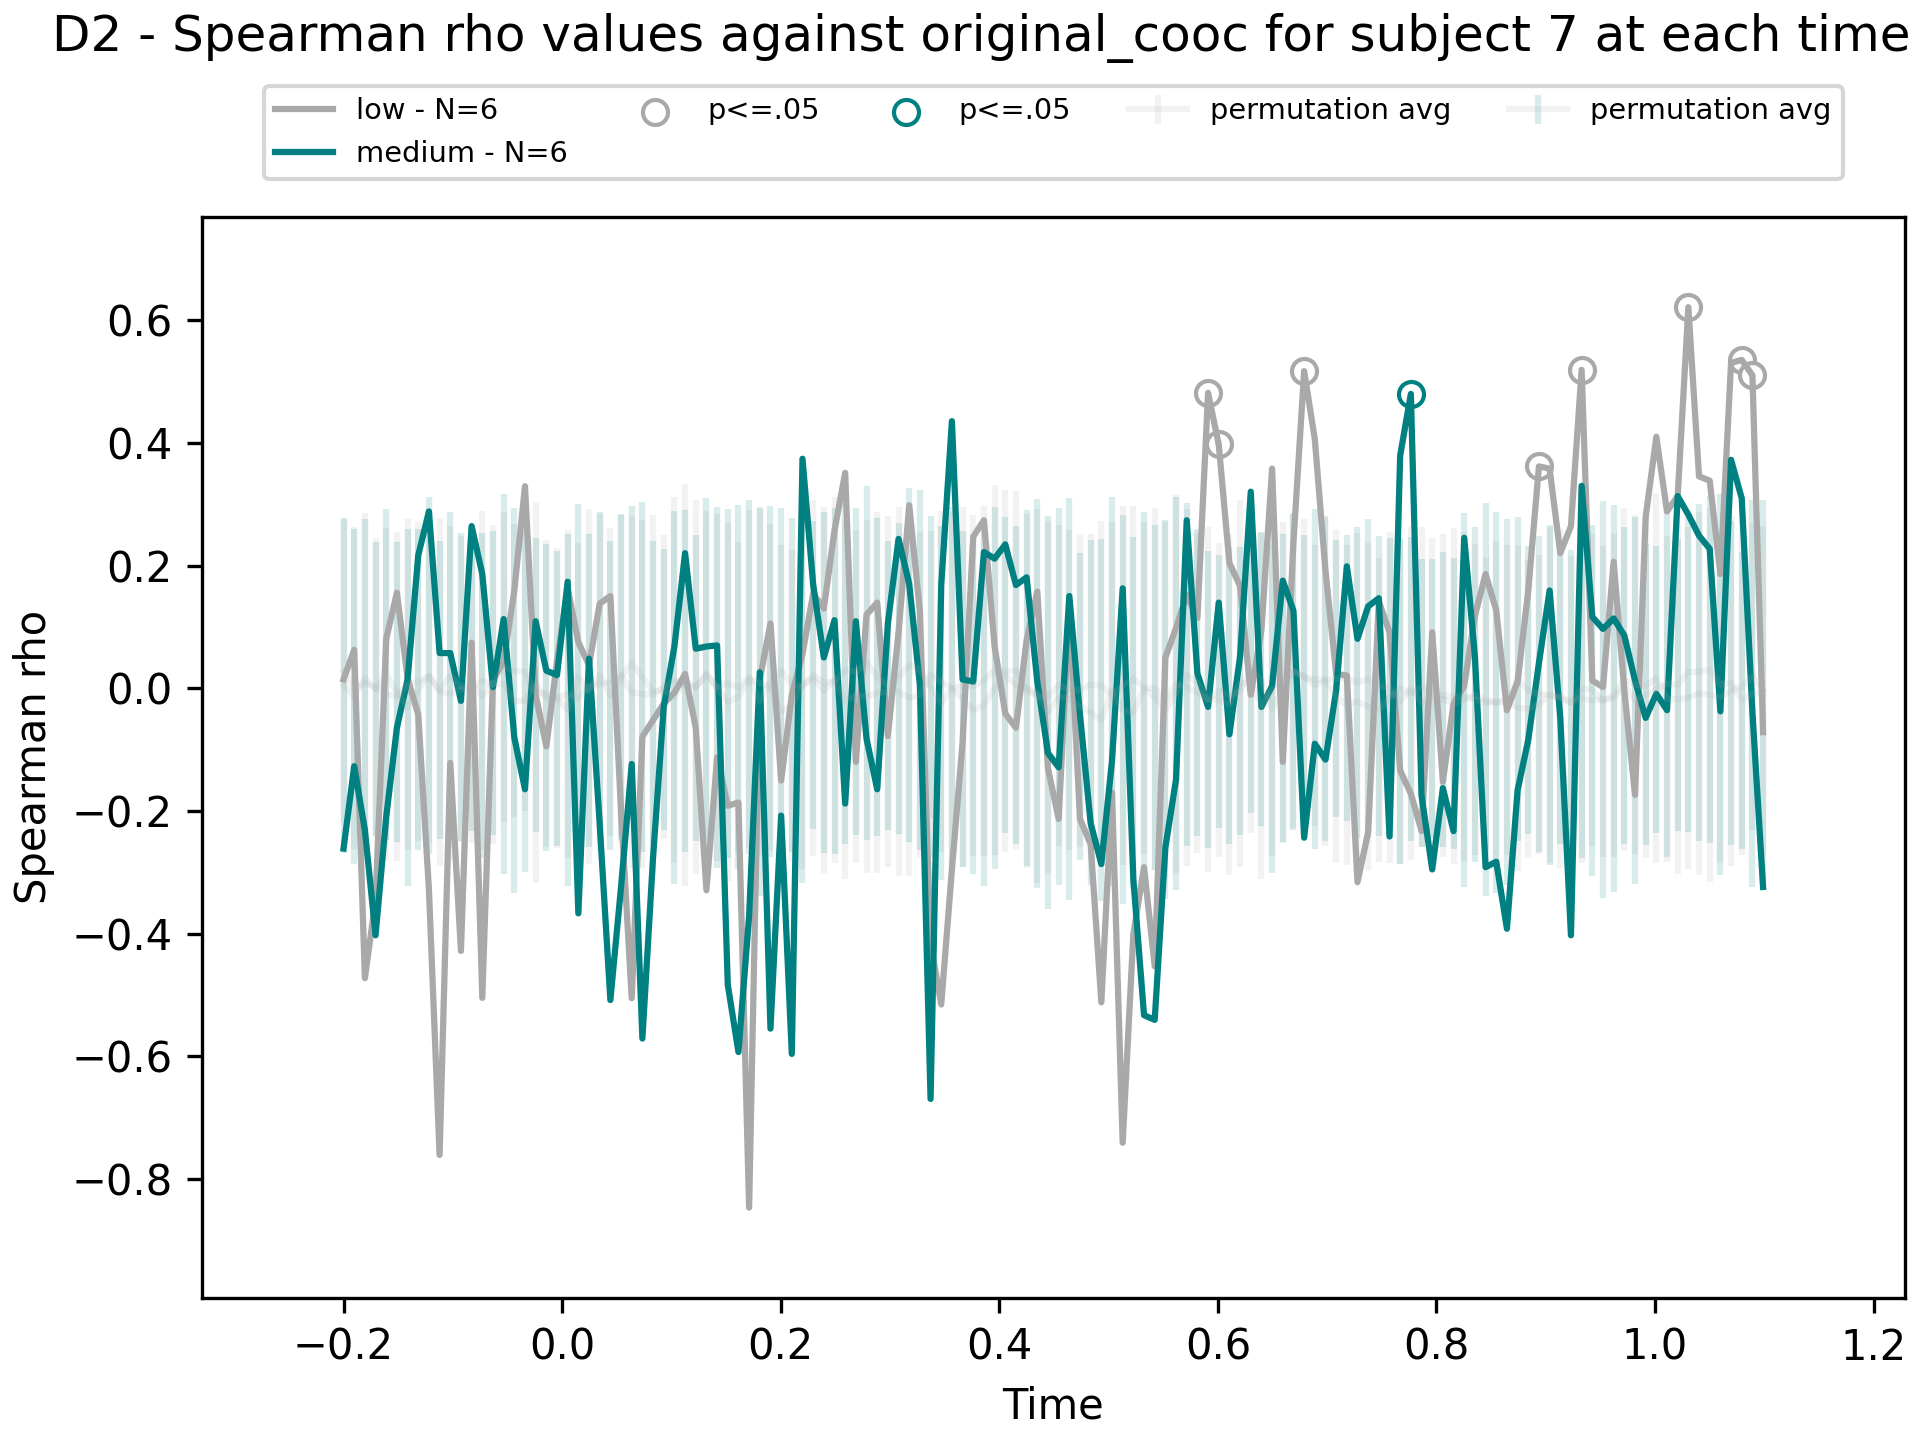 D2 - Spearman rho values against original_cooc for subject 7 at each time
low - N=6
medium - N=6
p<=.05
p<=.05
permutation avg
permutation avg
Spearman rho
0.6
0.4
0.2
0.0
−0.2
−0.4
−0.6
−0.8
−0.2
0.0
0.2
0.4
0.6
0.8
1.0
1.2
Time